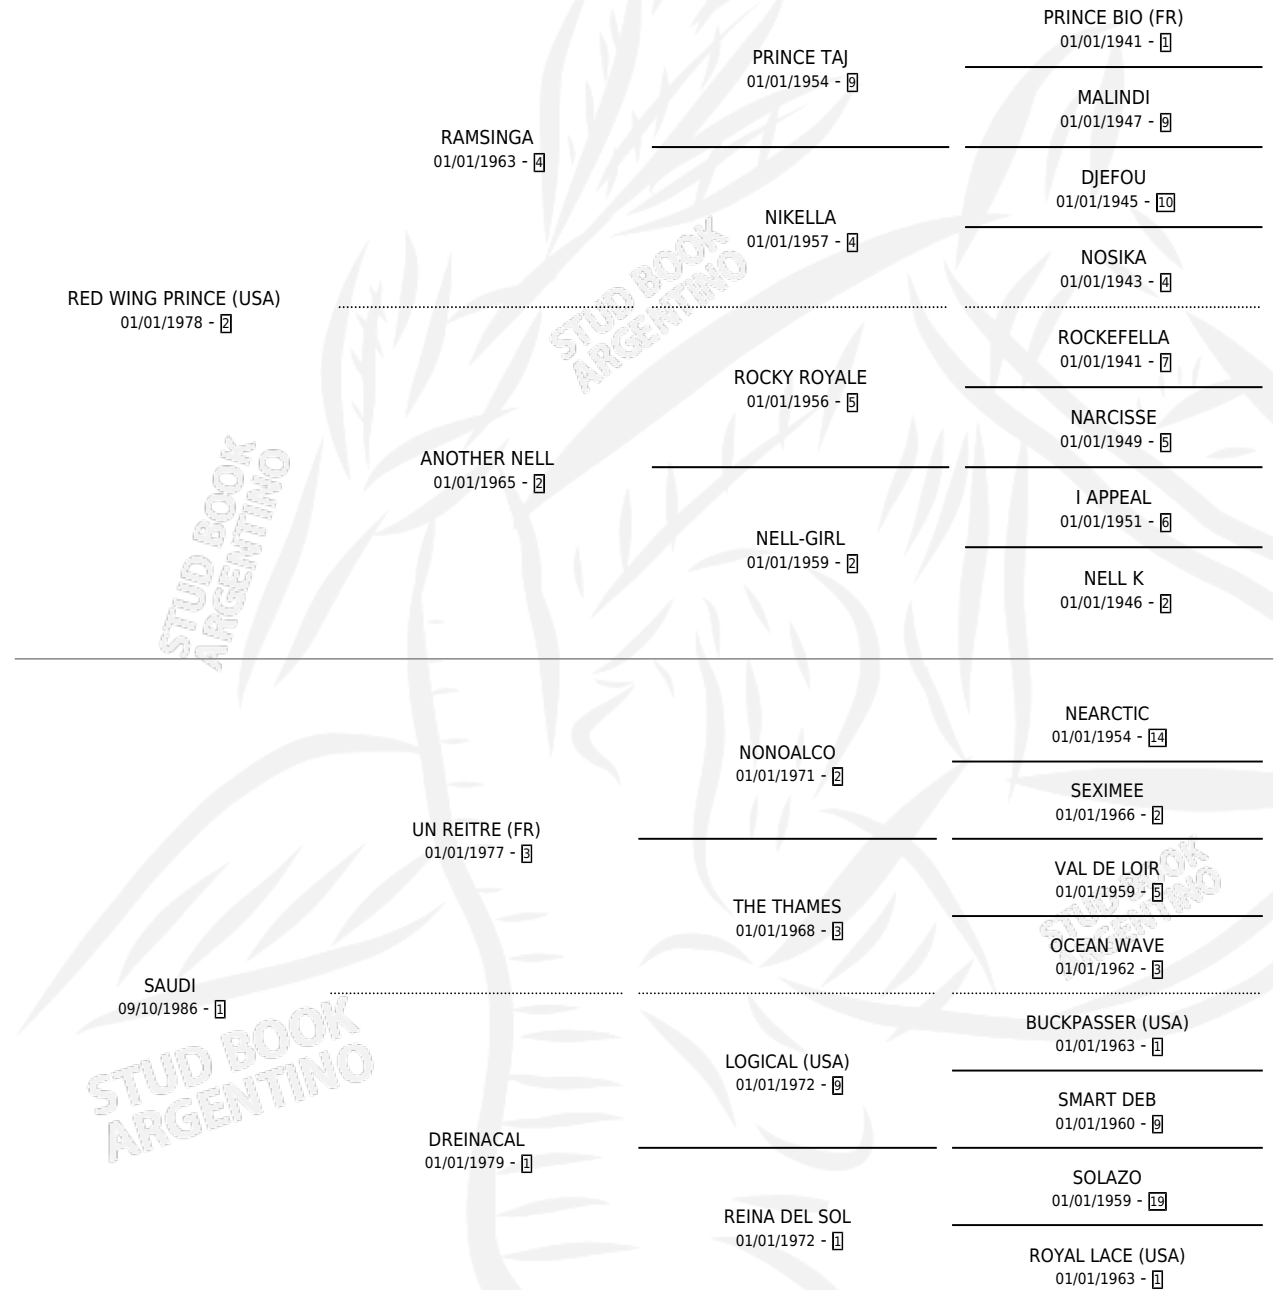 PRINCE BIO (FR)
01/01/1941 - 1
PRINCE TAJ
01/01/1954 - 9
MALINDI
01/01/1947 - 9
RAMSINGA
01/01/1963 - 4
DJEFOU
01/01/1945 - 10
NIKELLA
01/01/1957 - 4
NOSIKA
01/01/1943 - 4
RED WING PRINCE (USA)
01/01/1978 - 2
ROCKEFELLA
01/01/1941 - 7
ROCKY ROYALE
01/01/1956 - 5
NARCISSE
01/01/1949 - 5
ANOTHER NELL
01/01/1965 - 2
I APPEAL
01/01/1951 - 6
NELL-GIRL
01/01/1959 - 2
NELL K
01/01/1946 - 2
NEARCTIC
01/01/1954 - 14
NONOALCO
01/01/1971 - 2
SEXIMEE
01/01/1966 - 2
UN REITRE (FR)
01/01/1977 - 3
VAL DE LOIR
01/01/1959 - 5
THE THAMES
01/01/1968 - 3
OCEAN WAVE
01/01/1962 - 3
SAUDI
09/10/1986 - 1
BUCKPASSER (USA)
01/01/1963 - 1
LOGICAL (USA)
01/01/1972 - 9
SMART DEB
01/01/1960 - 9
DREINACAL
01/01/1979 - 1
SOLAZO
01/01/1959 - 19
REINA DEL SOL
01/01/1972 - 1
ROYAL LACE (USA)
01/01/1963 - 1
STUD BOOK
ARGENTINO
STUD BOOK
ARGENTINO
STUD BOOK
ARGENTINO
STUD BOOK
ARGENTINO